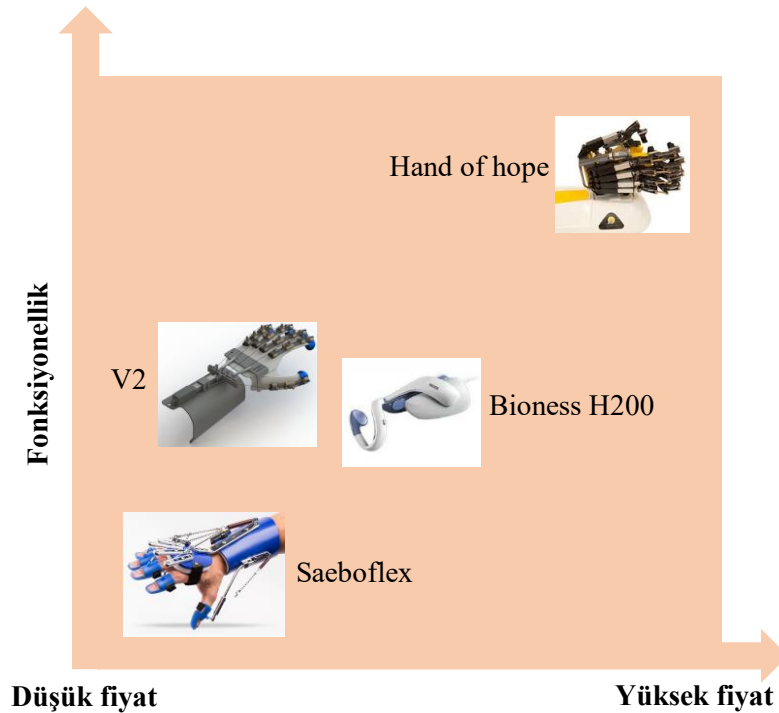 Hand of hope
Fonksiyonellik
V2
Bioness H200
Saeboflex
Düşük fiyat
Yüksek fiyat